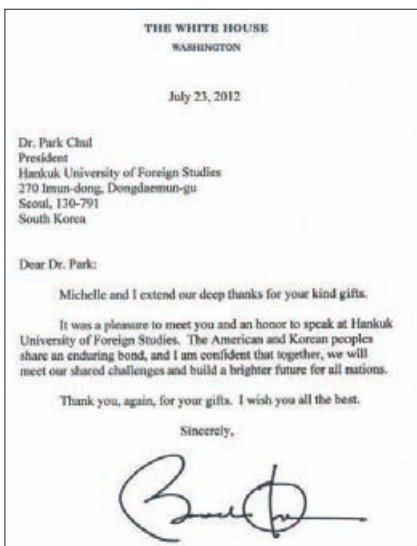 THE WHITE HOUSE
WASHINGTON
July 23, 2012
Dr. Park Chul
President
Hankuk University of Foreign Studies
270 Imun-dong, Dongdaemun-gu
Seoul, 130-791
South Korea
Dear Dr. Park:
Michelle and I extend our deep thanks for your kind gifts.
It was a pleasure to meet you and an honor to speak at Hankuk
University of Foreign Studies. The American and Korean peoples
share an enduring bond, and I am confident that together, we will
meet our shared challenges and build a brighter future for all nations.
Thank you, again, for your gifts. I wish you all the best.
Sincerely,